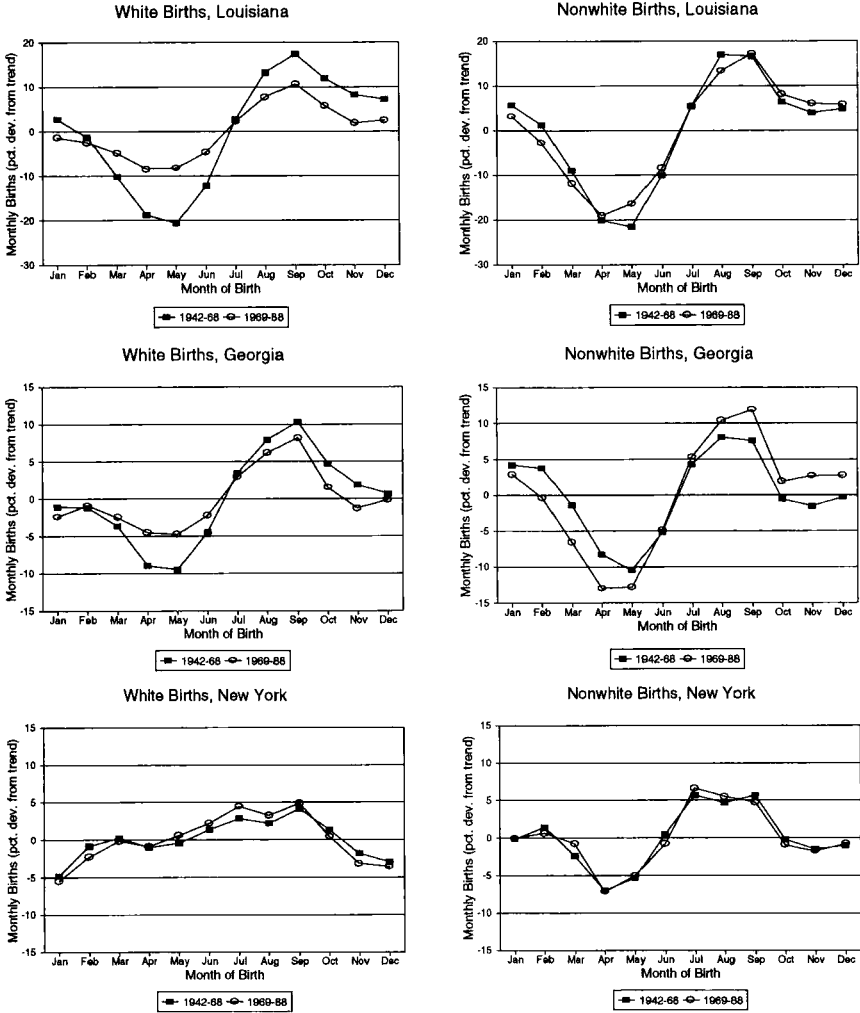 White Births, Louisiana
Monthly Births (pct. dev. from trend)
20
10
0
-10
-20
-30
Jan Feb Mar Apr May Jun Jul Aug Sep Oct Nov Dec
Month of Birth
1942-68 1969-88
Nonwhite Births, Louisiana
Monthly Births (pct. dev. from trend)
20
10
0
-10
-20
-30
Jan Feb Mar Apr May Jun Jul Aug Sep Oct Nov Dec
Month of Birth
1942-68 1969-88
White Births, Georgia
Monthly Births (pct. dev. from trend)
15
10
5
0
-5
-10
-15
Jan Feb Mar Apr May Jun Jul Aug Sep Oct Nov Dec
Month of Birth
1942-68 1969-88
Nonwhite Births, Georgia
Monthly Births (pct. dev. from trend)
15
10
5
0
-5
-10
-15
Jan Feb Mar Apr May Jun Jul Aug Sep Oct Nov Dec
Month of Birth
1942-68 1969-88
White Births, New York
Monthly Births (pct. dev. from trend)
15
10
5
0
-5
-10
-15
Jan Feb Mar Apr May Jun Jul Aug Sep Oct Nov Dec
Month of Birth
1942-68 1969-88
Nonwhite Births, New York
Monthly Births (pct. dev. from trend)
15
10
5
0
-5
-10
-15
Jan Feb Mar Apr May Jun Jul Aug Sep Oct Nov Dec
Month of Birth
1942-68 1969-88